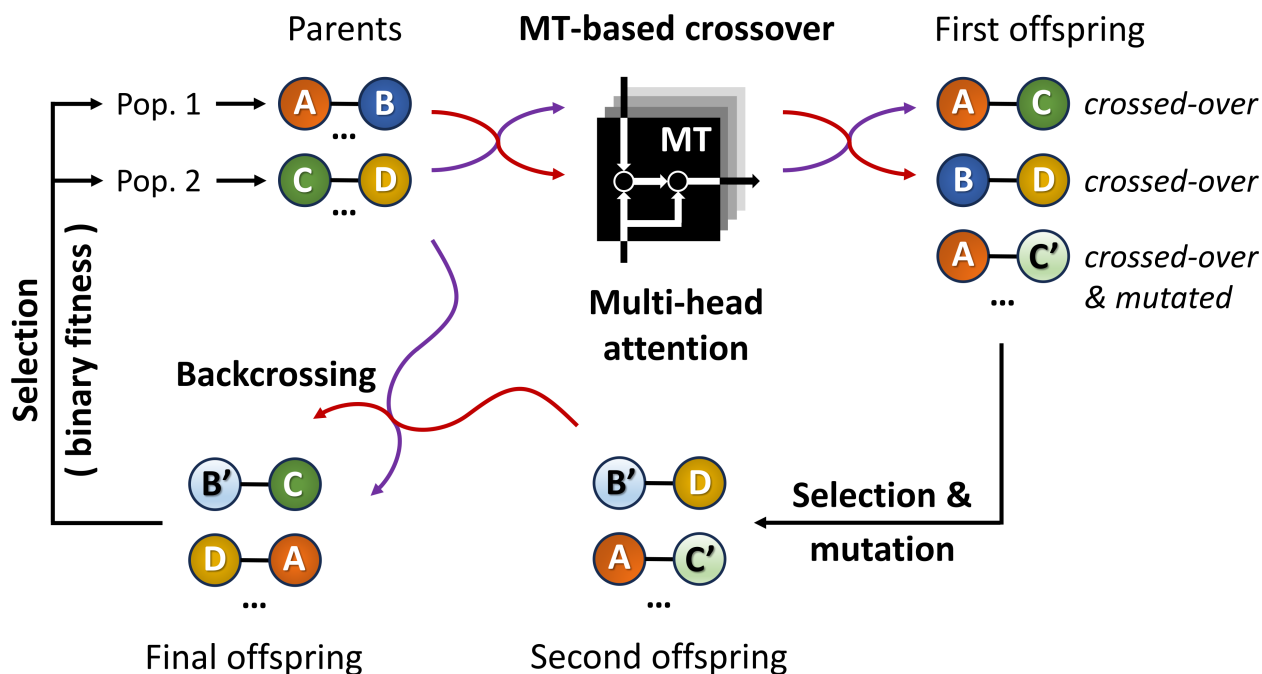 Parents
MT-based crossover
First offspring
Pop. 1
A
B
...
MT
A
C
crossed-over
Pop. 2
C
D
...
B
D
crossed-over
A
C'
crossed-over
& mutated
...
Multi-head
attention
Selection
( binary fitness )
Backcrossing
B'
C
D
A
...
Final offspring
B'
D
A
C'
...
Second offspring
Selection &
mutation